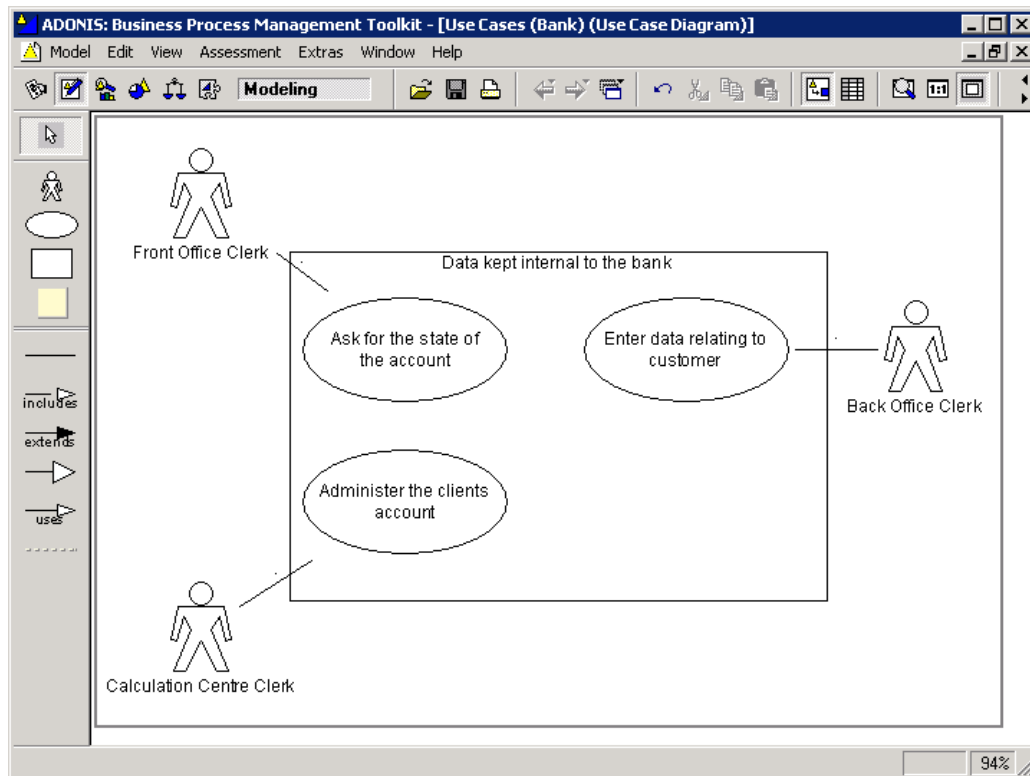 ADONIS: Business Process Management Toolkit - [Use Cases (Bank) (Use Case Diagram)]
Model Edit View Assessment Extras Window Help
Modeling
1:1
Front Office Clerk
Data kept internal to the bank
Ask for the state of
the account
Enter data relating to
customer
Back Office Clerk
includes
extends
Administer the clients
account
uses
Calculation Centre Clerk
94%